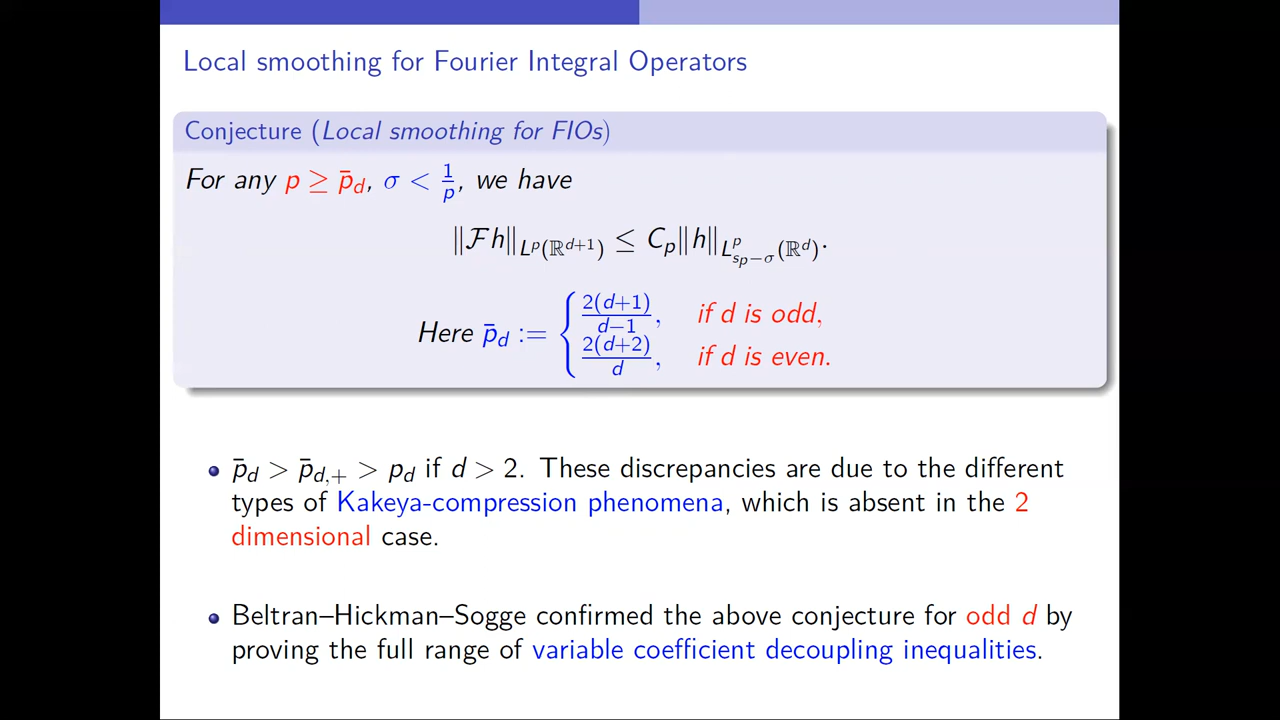 Local smoothing for Fourier Integral Operators
Conjecture (Local smoothing for FIOs)
For any p ≥ p̄_d, σ < 1/p, we have
‖ℱh‖_{L^p(ℝ^{d+1})} ≤ C_p‖h‖_{L^p_{s_p−σ}(ℝ^d)}.
Here p̄_d := { 2(d+1)/(d−1), if d is odd,
2(d+2)/d, if d is even.
• p̄_d > p̄_{d,+} > p_d if d > 2. These discrepancies are due to the different
types of Kakeya-compression phenomena, which is absent in the 2
dimensional case.
• Beltran–Hickman–Sogge confirmed the above conjecture for odd d by
proving the full range of variable coefficient decoupling inequalities.